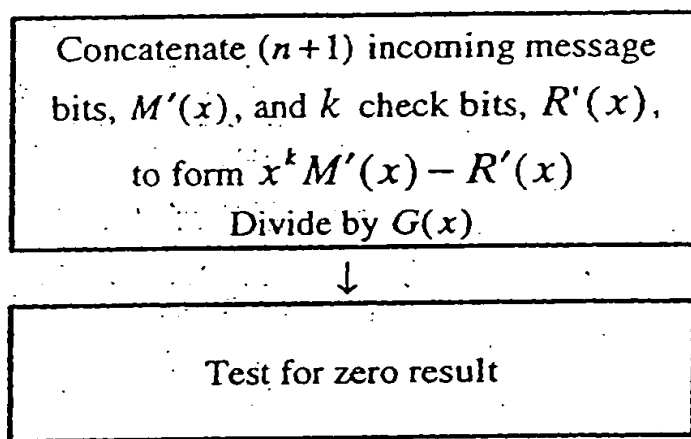 Concatenate (n+1) incoming message
bits, M′(x), and k check bits, R'(x),
to form x^k M′(x) − R′(x)
Divide by G(x)
↓
Test for zero result